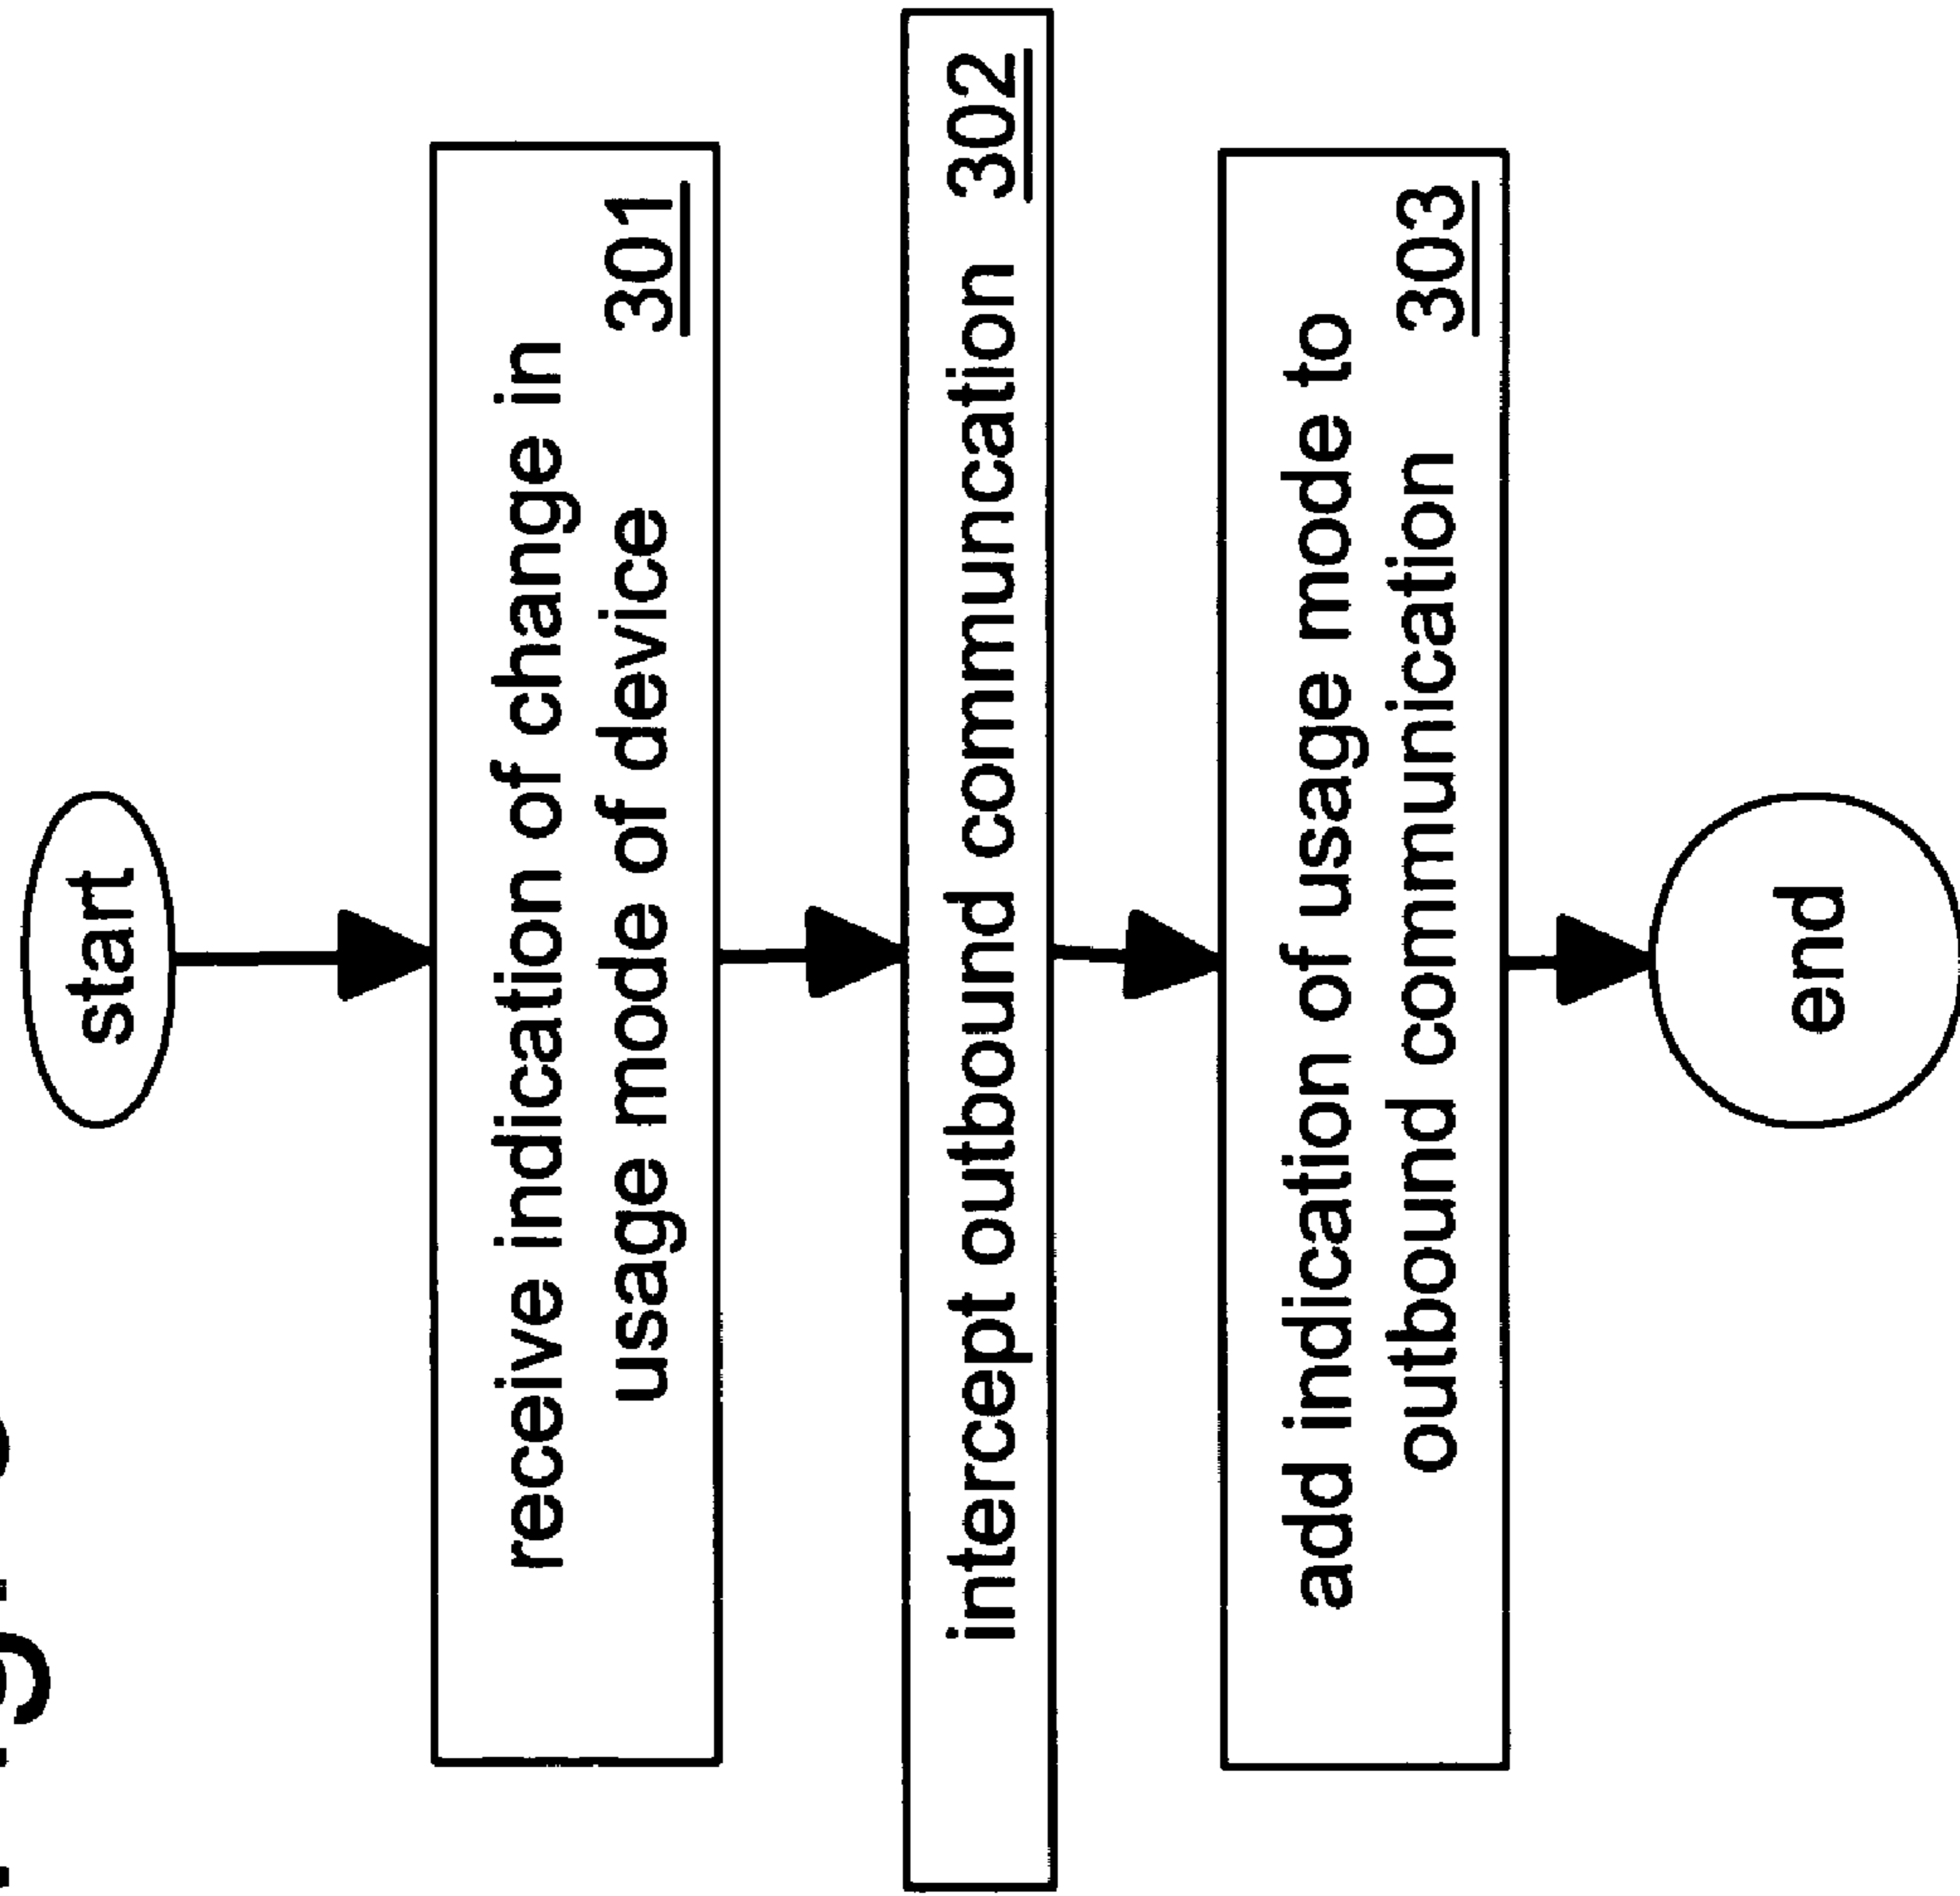 start
receive indication of change in
usage mode of device 301
intercept outbound communcation 302
add indication of usage mode to
outbound communication 303
end